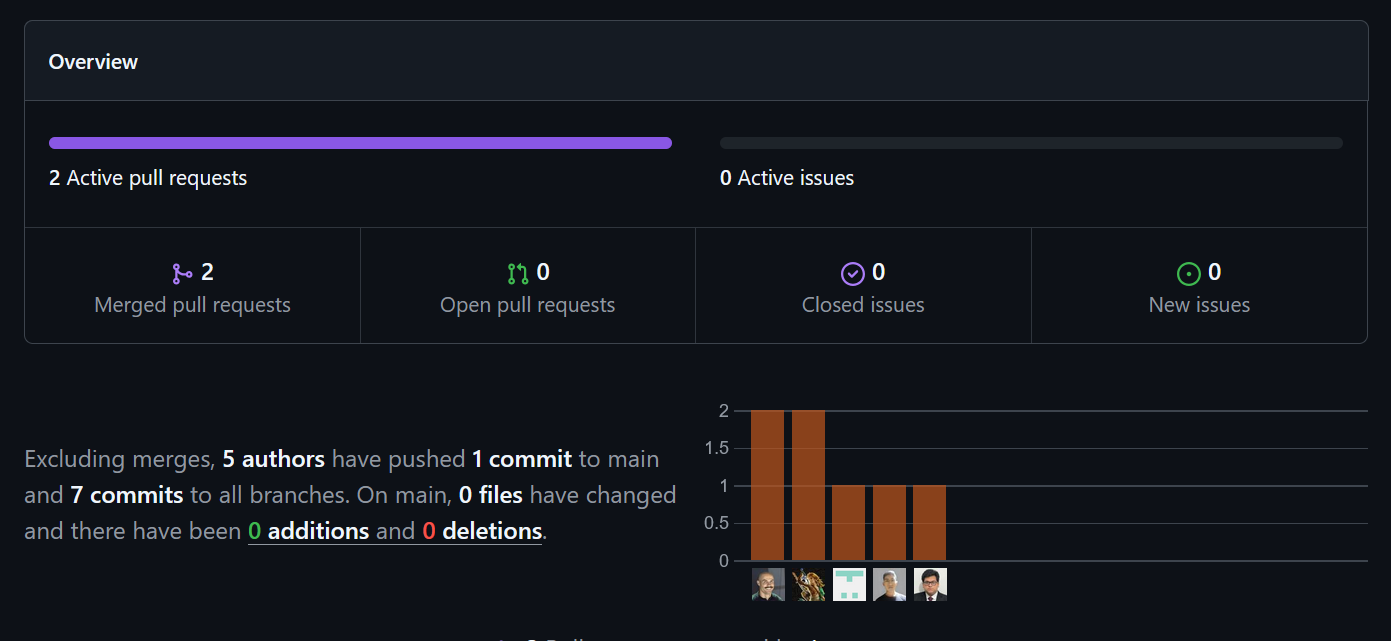 Overview
2 Active pull requests
0 Active issues
2
Merged pull requests
0
Open pull requests
0
Closed issues
0
New issues
Excluding merges, 5 authors have pushed 1 commit to main
and 7 commits to all branches. On main, 0 files have changed
and there have been 0 additions and 0 deletions.
2
1.5
1
0.5
0